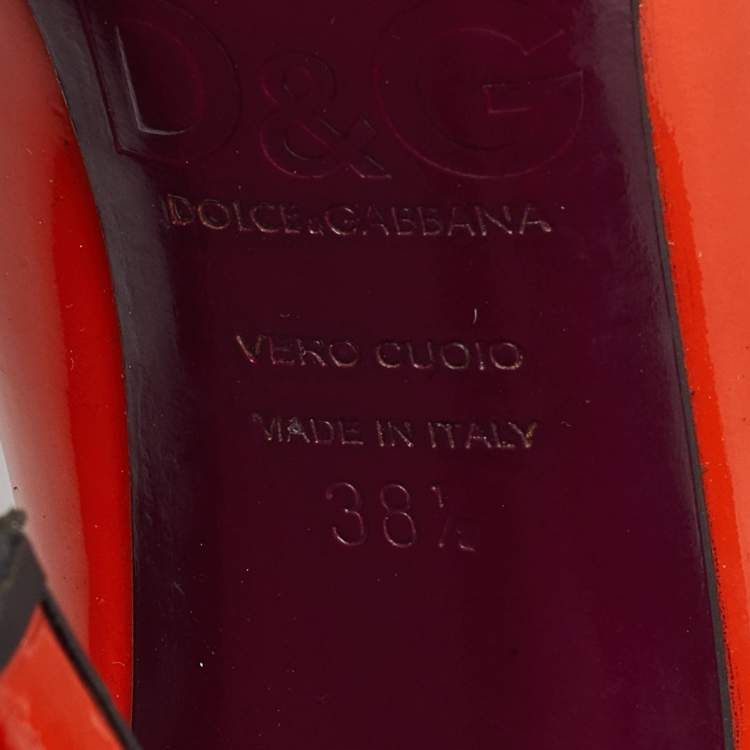 D&G
DOLCE&GABBANA
VERO CUOIO
MADE IN ITALY
38½